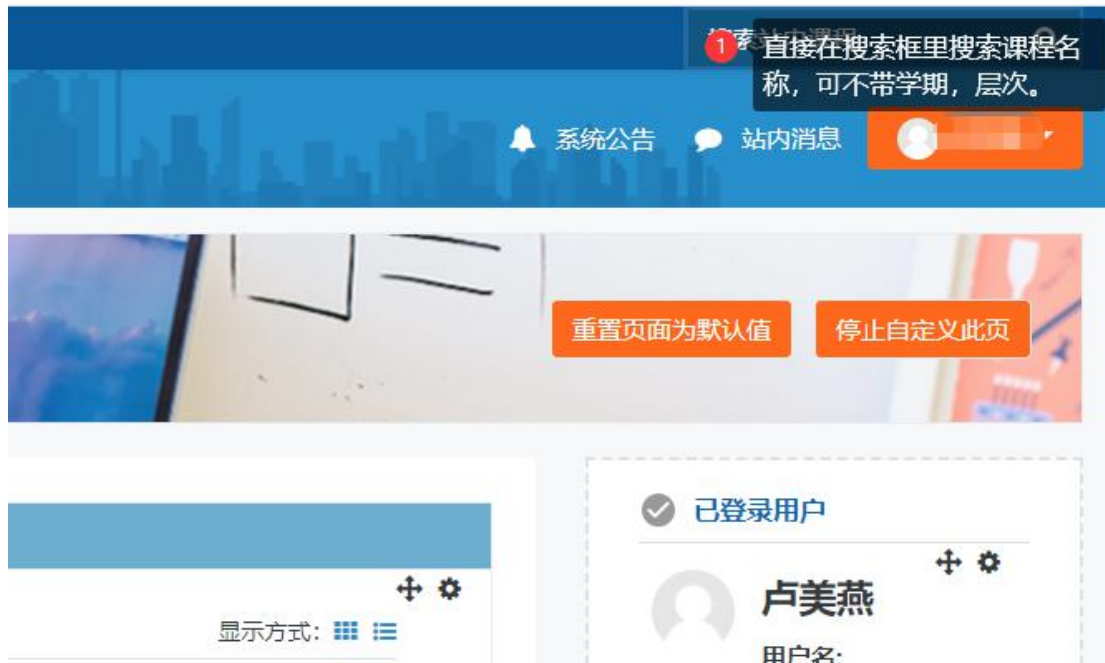 1
直接在搜索框里搜索课程名
称，可不带学期，层次。
系统公告
站内消息
重置页面为默认值
停止自定义此页
已登录用户
显示方式：
卢美燕
用户名: